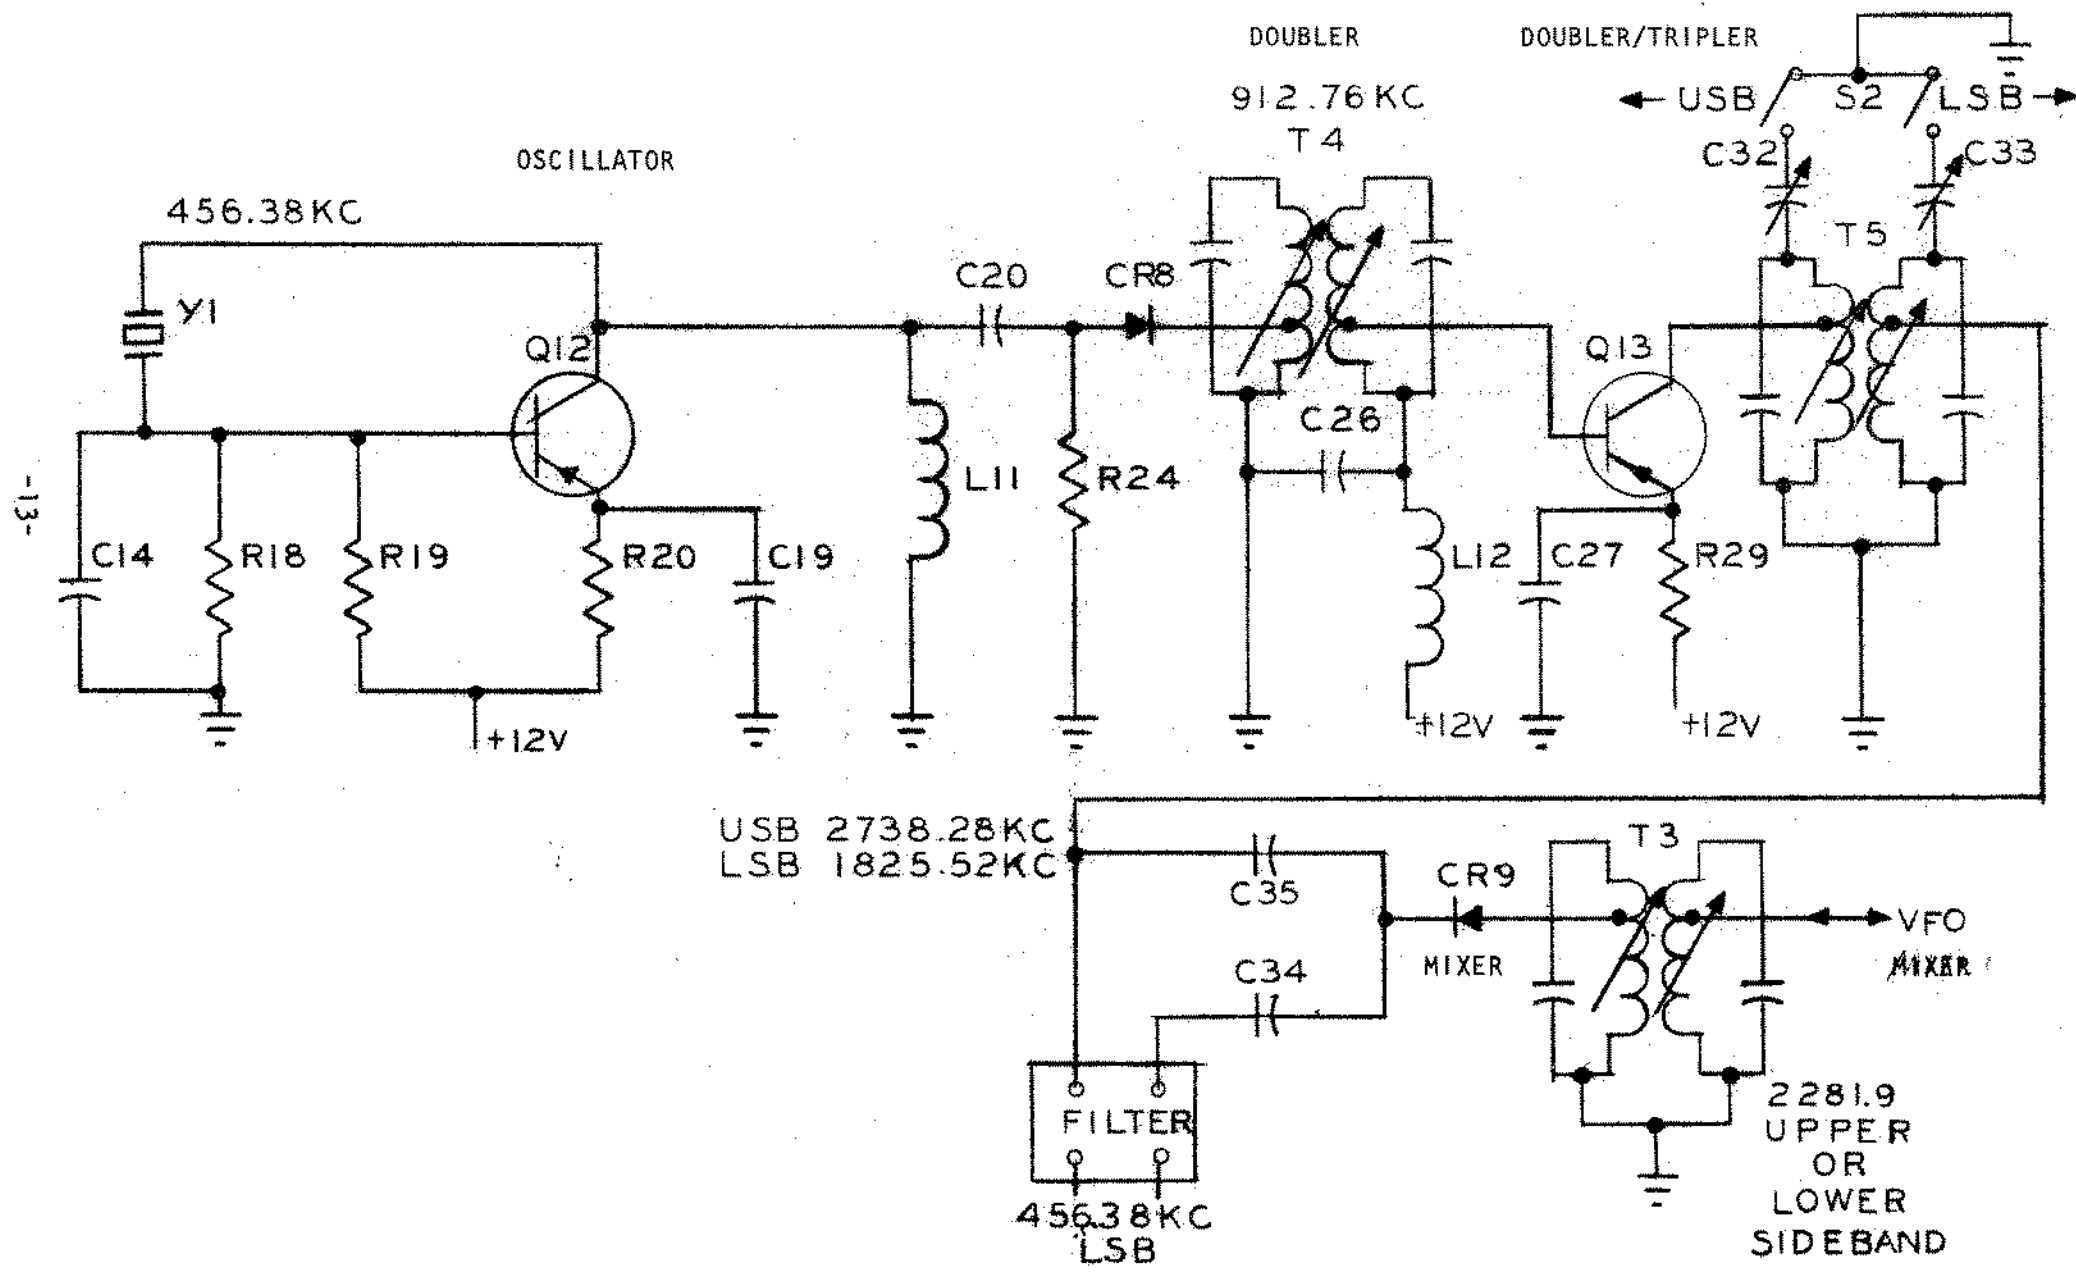 DOUBLER
DOUBLER/TRIPLER
912.76KC
T4
← USB
S2
LSB →
OSCILLATOR
C32
C33
456.38KC
T5
C20
CR8
Y1
Q12
Q13
C26
L11
R24
-13-
C14
R18
R19
R20
C19
L12
C27
R29
+12V
+12V
+12V
USB 2738.28KC
LSB 1825.52KC
T3
C35
CR9
VFO
MIXER
MIXER
C34
FILTER
2281.9
UPPER
OR
LOWER
SIDEBAND
456.38KC
LSB